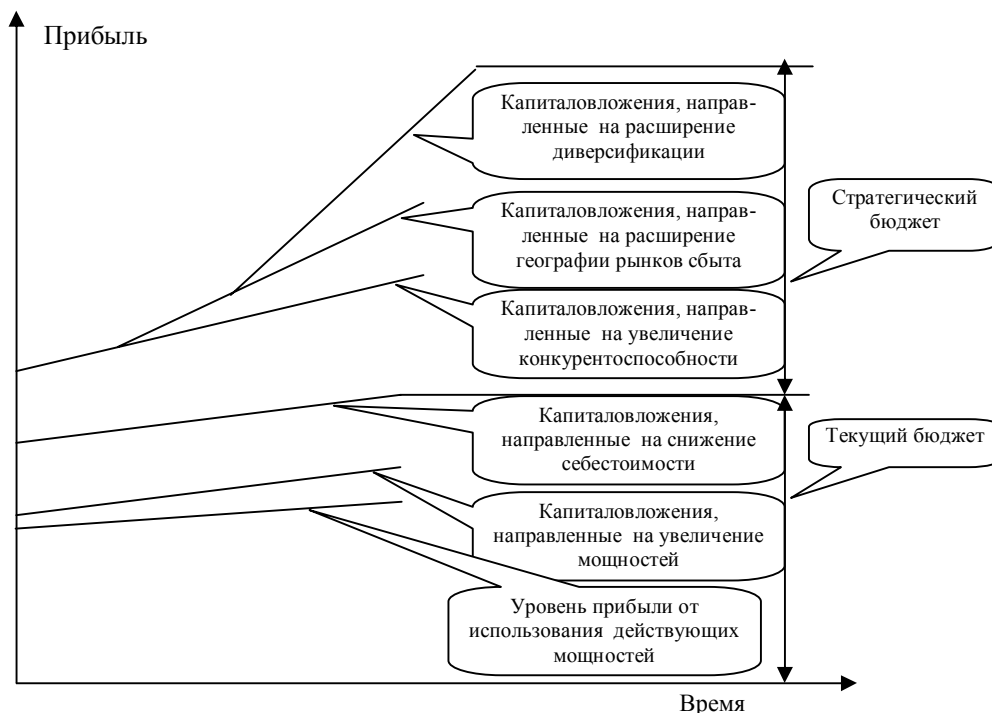 Прибыль
Капиталовложения, направ-
ленные на расширение
диверсификации
Капиталовложения, направ-
ленные на расширение
географии рынков сбыта
Стратегический
бюджет
Капиталовложения, направ-
ленные на увеличение
конкурентоспособности
Капиталовложения,
направленные на снижение
себестоимости
Текущий бюджет
Капиталовложения,
направленные на увеличение
мощностей
Уровень прибыли от
использования действующих
мощностей
Время